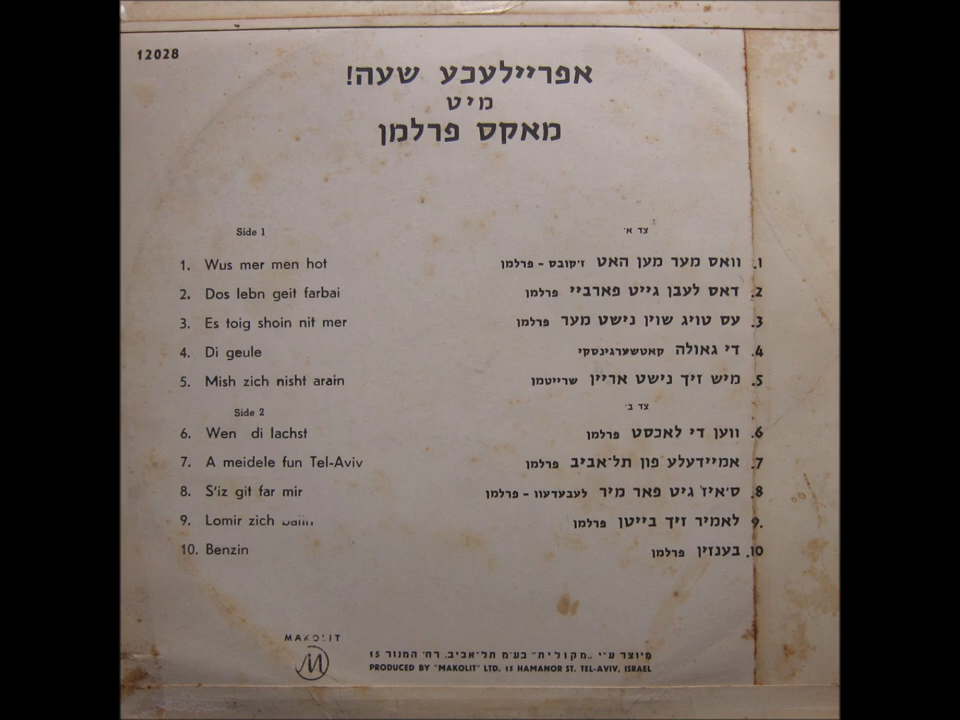 12028
אפריילעכע שעה!
מיט
מאקס פרלמן
Side 1
צד א'
1. Wus mer men hot
1. וואס מער מען האט ז'קובס - פרלמן
2. Dos lebn geit farbai
2. דאס לעבן גייט פארביי פרלמן
3. Es toig shoin nit mer
3. עס טויג שוין נישט מער פרלמן
4. Di geule
4. די גאולה קאטשערגינסקי
5. Mish zich nisht arain
5. מיש זיך נישט אריין שרייטמן
Side 2
צד ב'
6. Wen di lachst
6. ווען די לאכסט פרלמן
7. A meidele fun Tel-Aviv
7. אמיידעלע פון תל-אביב פרלמן
8. S'iz git far mir
8. ס'איז גיט פאר מיר לעבעדעוו - פרלמן
9. Lomir zich
9. לאמיר זיך בייטן פרלמן
10. Benzin
10. בענזין פרלמן
MAKOLIT
מיוצר ע"י "מקולית" בע"מ תל-אביב, רח' המנור 15
PRODUCED BY "MAKOLIT" LTD. 15 HAMANOR ST. TEL-AVIV, ISRAEL